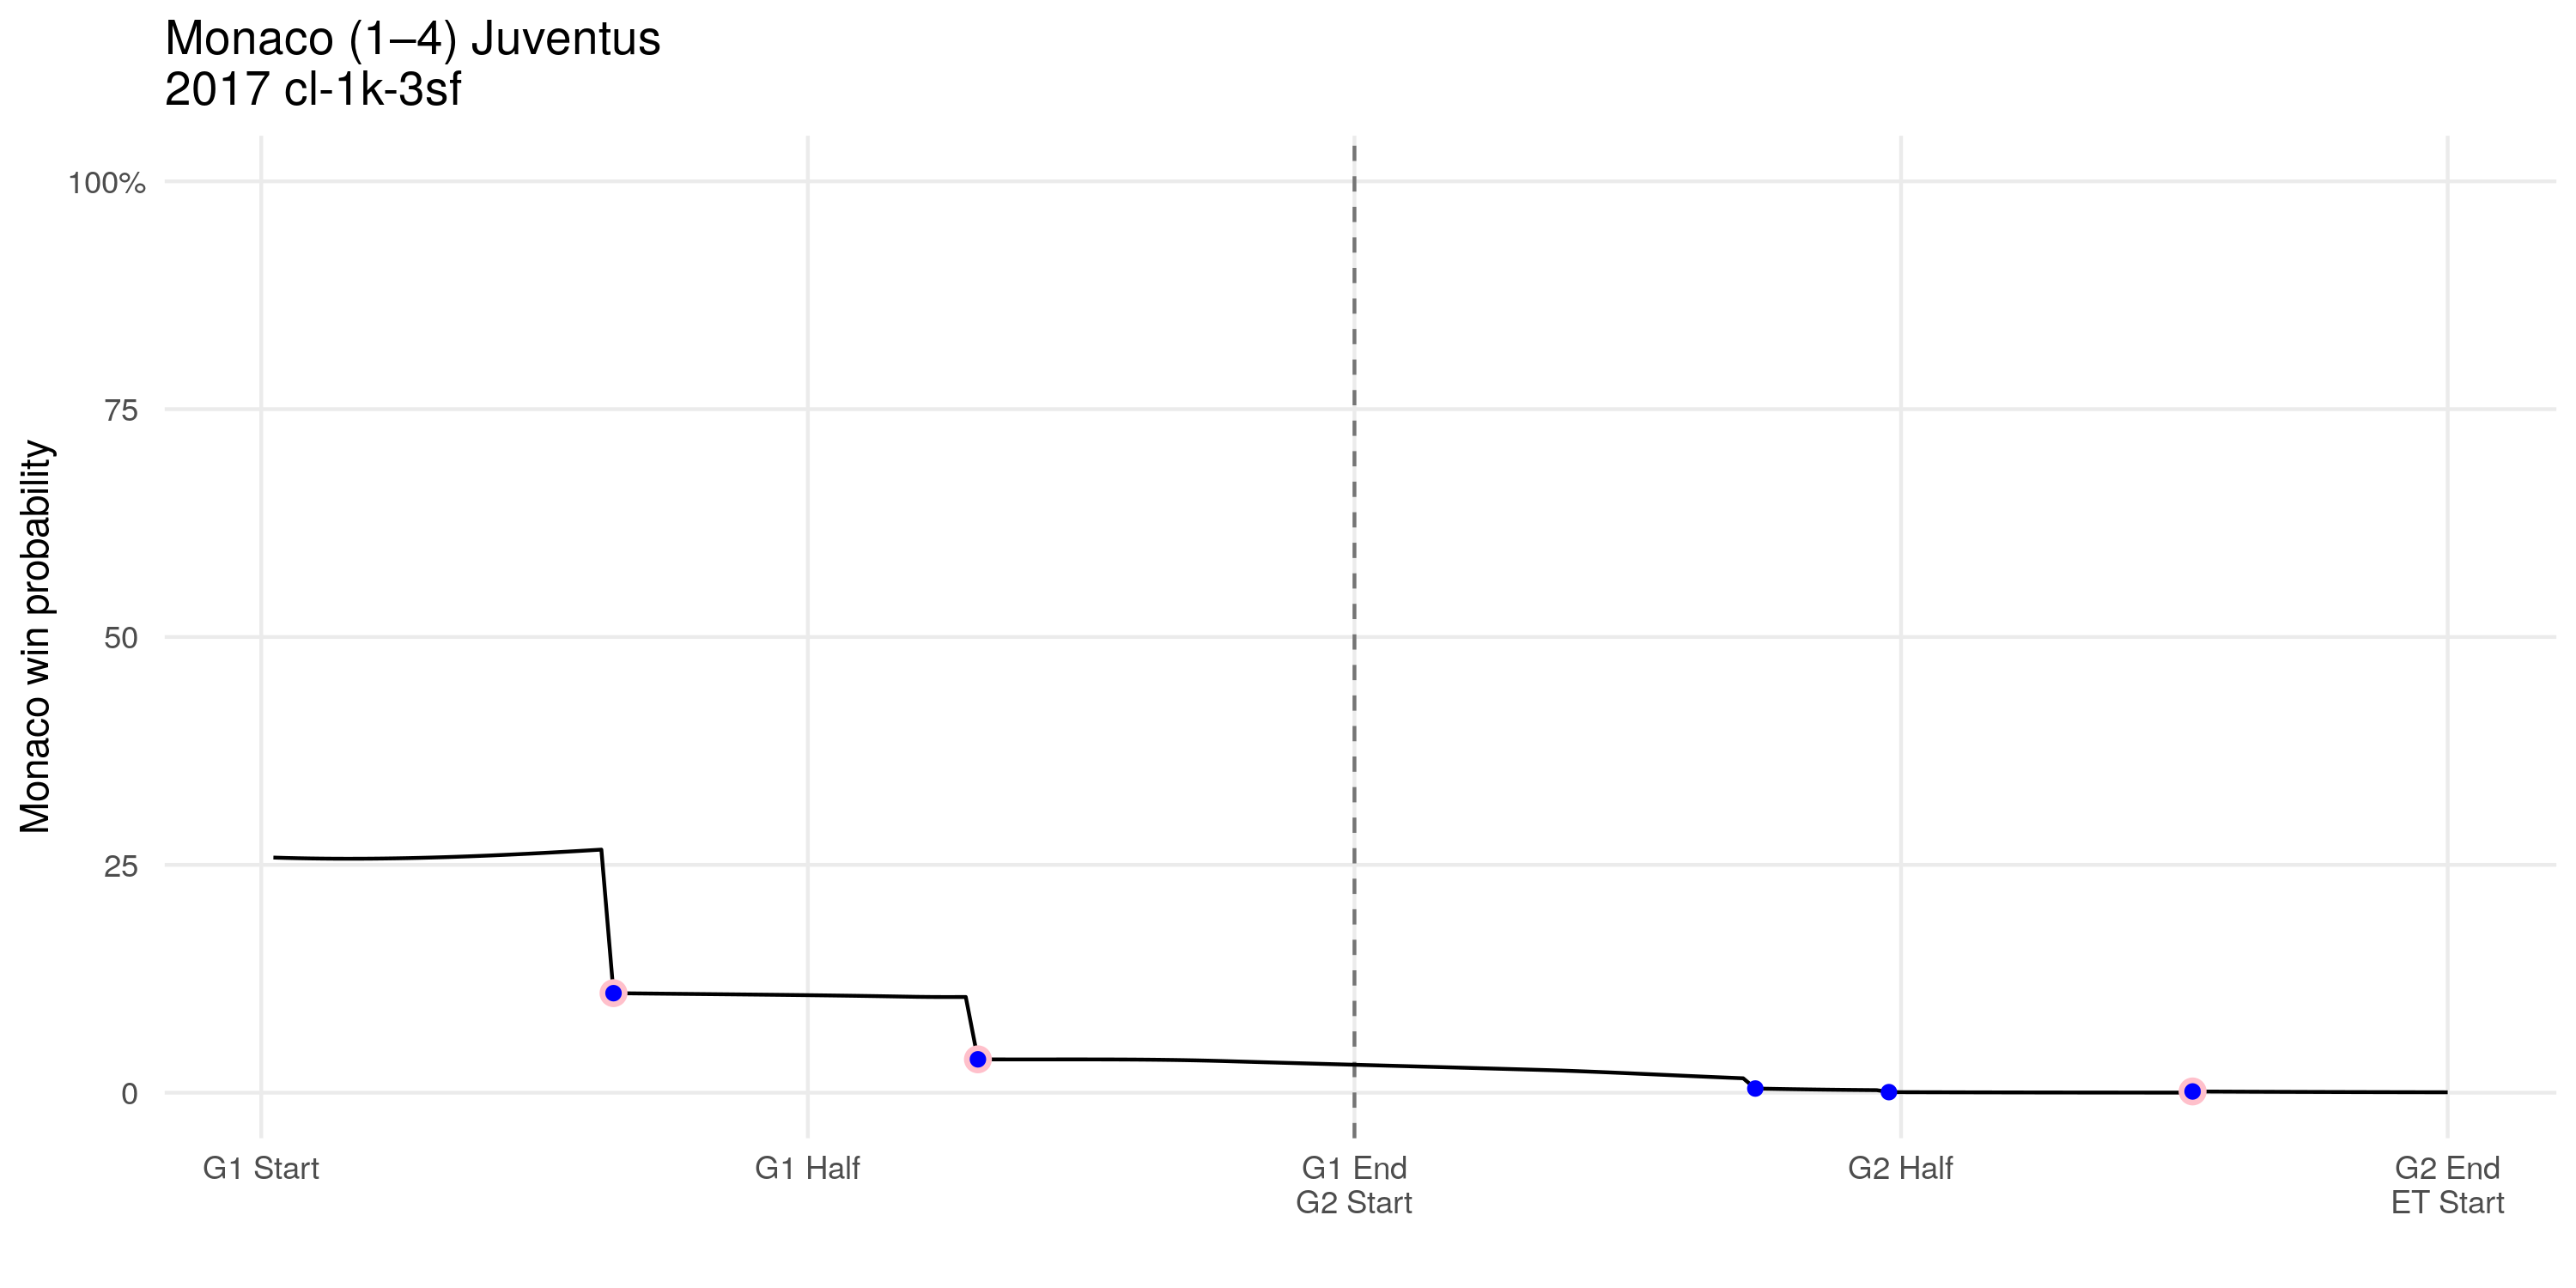 Monaco (1–4) Juventus
2017 cl-1k-3sf
Monaco win probability
100%
75
50
25
0
G1 Start
G1 Half
G1 End
G2 Start
G2 Half
G2 End
ET Start